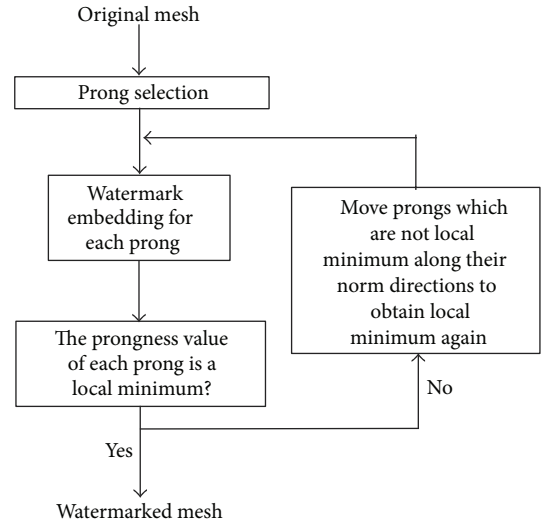 Original mesh
Prong selection
Watermark
embedding for
each prong
Move prongs which
are not local
minimum along their
norm directions to
obtain local
minimum again
The prongness value
of each prong is a
local minimum?
No
Yes
Watermarked mesh